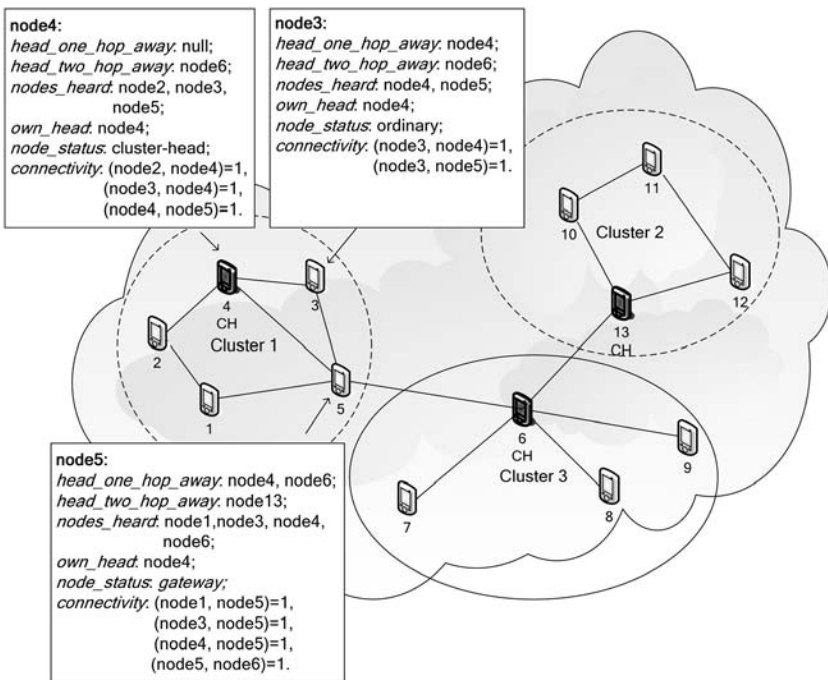 node4:
head_one_hop_away: null;
head_two_hop_away: node6;
nodes_heard: node2, node3,
node5;
own_head: node4;
node_status: cluster-head;
connectivity: (node2, node4)=1,
(node3, node4)=1,
(node4, node5)=1.
node3:
head_one_hop_away: node4;
head_two_hop_away: node6;
nodes_heard: node4, node5;
own_head: node4;
node_status: ordinary;
connectivity: (node3, node4)=1,
(node3, node5)=1.
11
10
Cluster 2
12
13
CH
4
CH
3
Cluster 1
2
1
5
6
CH
Cluster 3
9
8
7
node5:
head_one_hop_away: node4, node6;
head_two_hop_away: node13;
nodes_heard: node1,node3, node4,
node6;
own_head: node4;
node_status: gateway;
connectivity: (node1, node5)=1,
(node3, node5)=1,
(node4, node5)=1,
(node5, node6)=1.